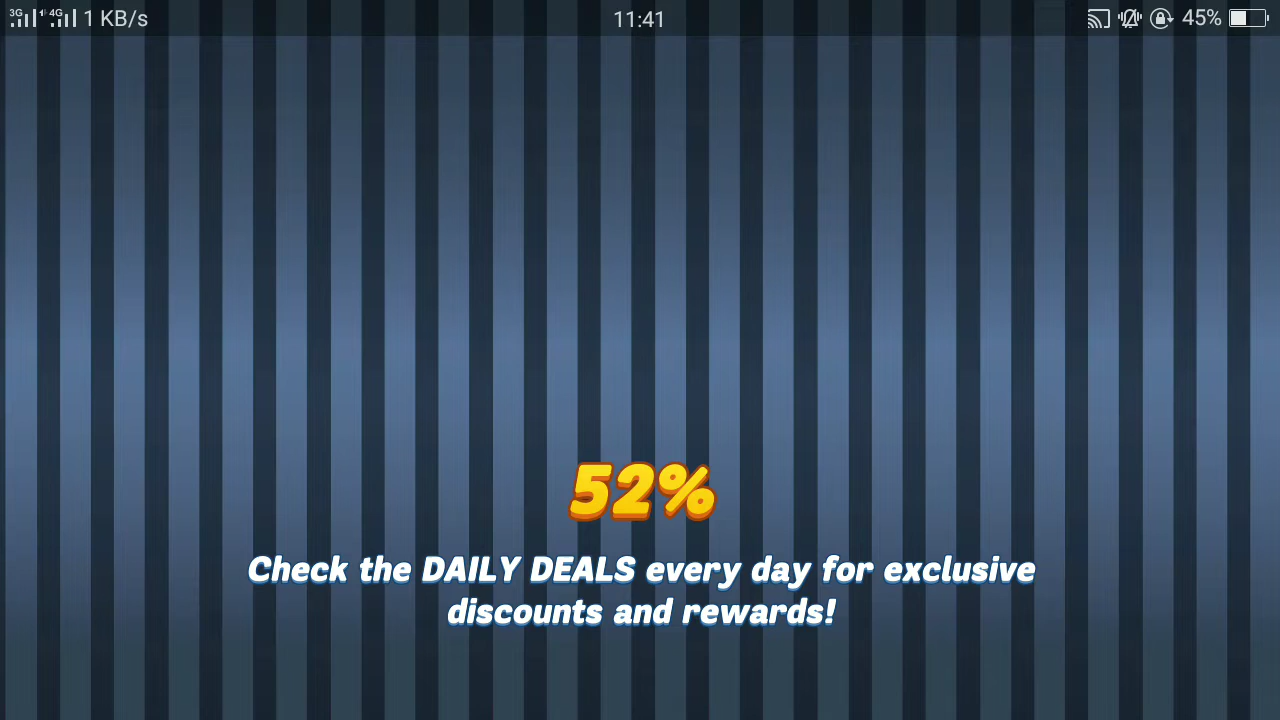 3G 4G 1 KB/s 11:41 45%
52%
Check the DAILY DEALS every day for exclusive
discounts and rewards!